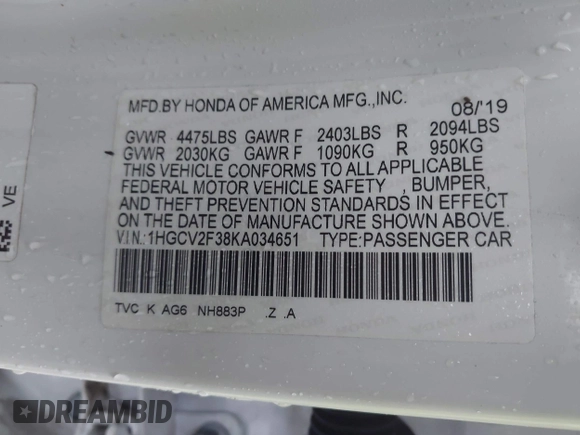 MFD.BY HONDA OF AMERICA MFG.,INC. 08/'19
GVWR 4475LBS GAWR F 2403LBS R 2094LBS
GVWR 2030KG GAWR F 1090KG R 950KG
THIS VEHICLE CONFORMS TO ALL APPLICABLE
FEDERAL MOTOR VEHICLE SAFETY , BUMPER,
AND THEFT PREVENTION STANDARDS IN EFFECT
ON THE DATE OF MANUFACTURE SHOWN ABOVE.
V.I.N.:1HGCV2F38KA034651 TYPE:PASSENGER CAR
TVC K AG6 NH883P .Z .A
VE
DREAMBID